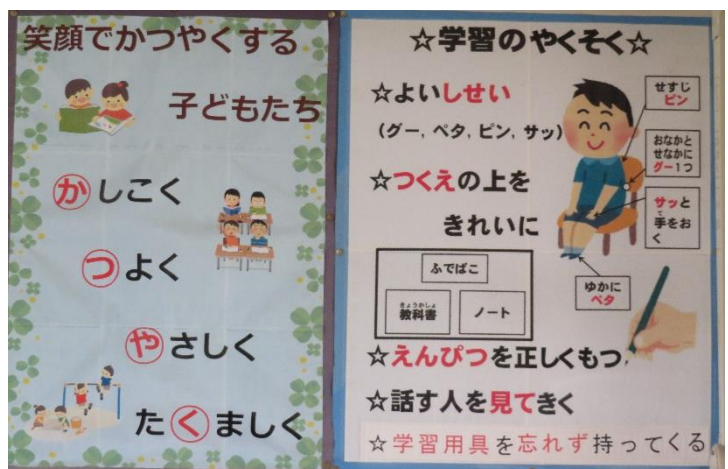 笑顔でかつやくする
子どもたち
かしこく
つよく
やさしく
たくましく
☆学習のやくそく☆
☆よいしせい
(グー,ペタ,ピン,サッ)
せすじ
ピン
おなかと
せなかに
グー1つ
サッと
手をお
く
ゆかに
ペタ
☆つくえの上を
きれいに
ふでばこ
きょうかしょ
教科書
ノート
☆えんぴつを正しくもつ
☆話す人を見てきく
☆学習用具を忘れず持ってくる